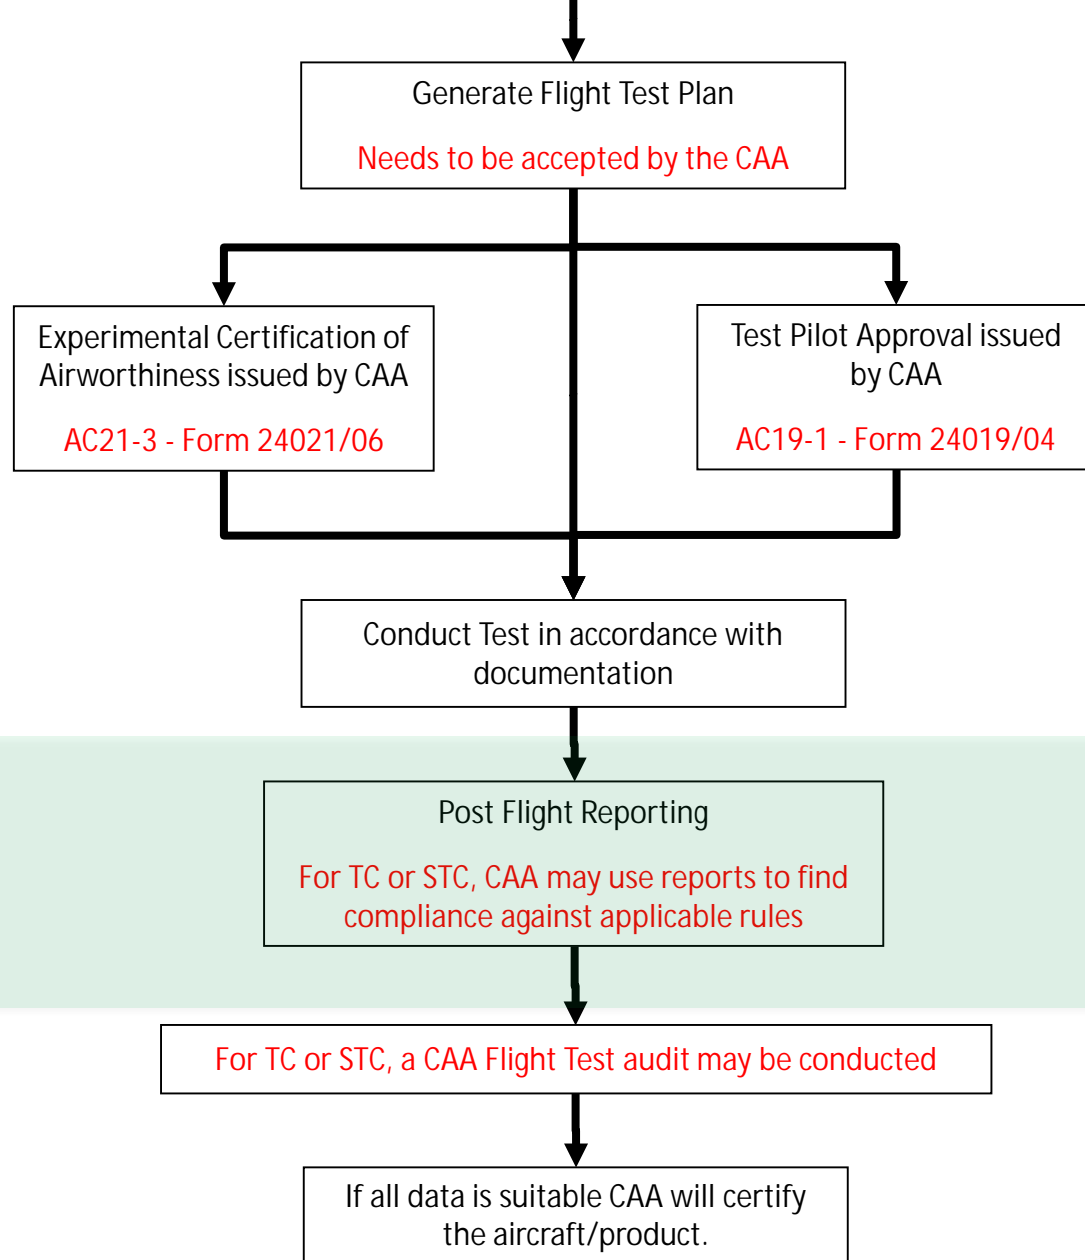 Generate Flight Test Plan
Needs to be accepted by the CAA
Experimental Certification of
Airworthiness issued by CAA
AC21-3 - Form 24021/06
Test Pilot Approval issued
by CAA
AC19-1 - Form 24019/04
Conduct Test in accordance with
documentation
Post Flight Reporting
For TC or STC, CAA may use reports to find
compliance against applicable rules
For TC or STC, a CAA Flight Test audit may be conducted
If all data is suitable CAA will certify
the aircraft/product.